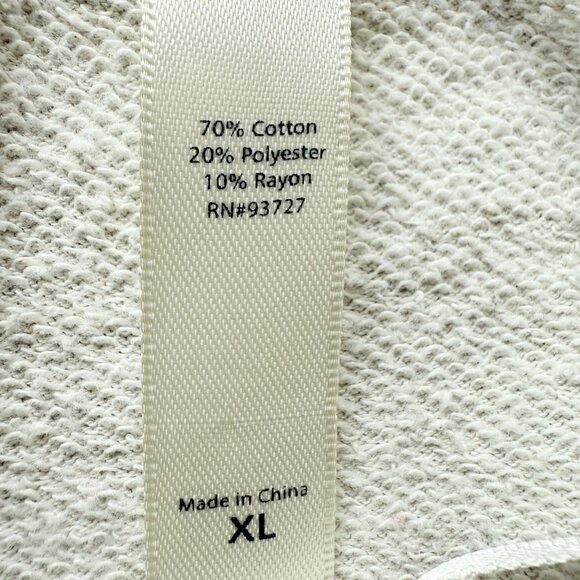 70% Cotton
20% Polyester
10% Rayon
RN#93727
Made in China
XL